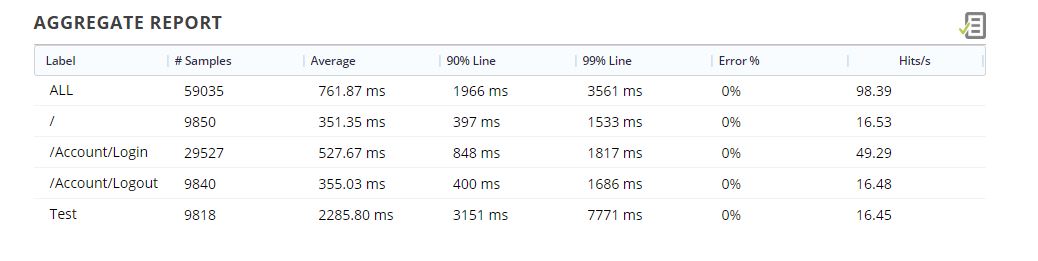 AGGREGATE REPORT
Label # Samples Average 90% Line 99% Line Error % Hits/s
ALL 59035 761.87 ms 1966 ms 3561 ms 0% 98.39
/ 9850 351.35 ms 397 ms 1533 ms 0% 16.53
/Account/Login 29527 527.67 ms 848 ms 1817 ms 0% 49.29
/Account/Logout 9840 355.03 ms 400 ms 1686 ms 0% 16.48
Test 9818 2285.80 ms 3151 ms 7771 ms 0% 16.45